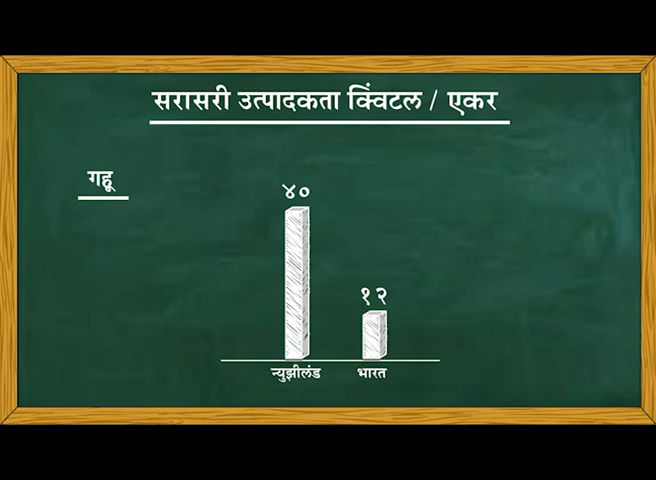 सरासरी उत्पादकता क्विंटल / एकर
गहू
४०
१२
न्युझीलंड
भारत